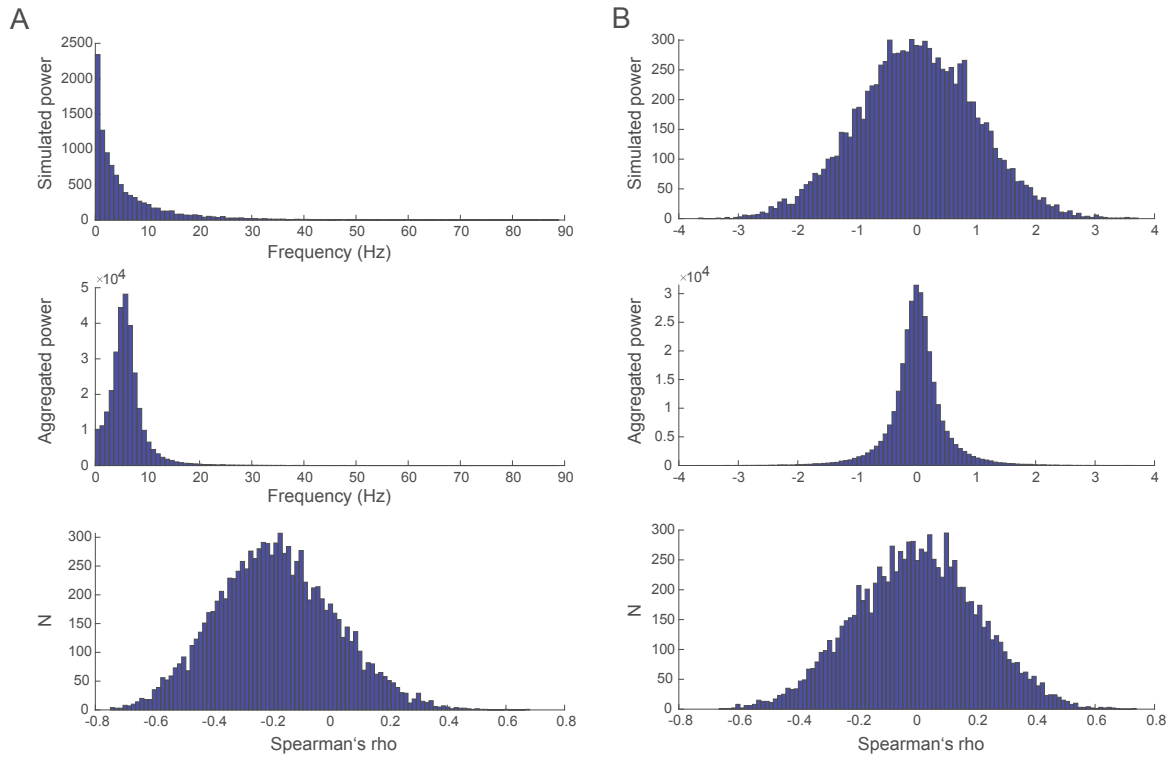 A
Simulated power
2500
2000
1500
1000
500
0
0 10 20 30 40 50 60 70 80 90
Frequency (Hz)
Aggregated power
×10^4
5
4
3
2
1
0
0 10 20 30 40 50 60 70 80 90
Frequency (Hz)
N
300
250
200
150
100
50
0
-0.8 -0.6 -0.4 -0.2 0 0.2 0.4 0.6 0.8
Spearman‘s rho
B
Simulated power
300
250
200
150
100
50
0
-4 -3 -2 -1 0 1 2 3 4
Aggregated power
×10^4
3
2.5
2
1.5
1
0.5
0
-4 -3 -2 -1 0 1 2 3 4
N
300
250
200
150
100
50
0
-0.8 -0.6 -0.4 -0.2 0 0.2 0.4 0.6 0.8
Spearman‘s rho